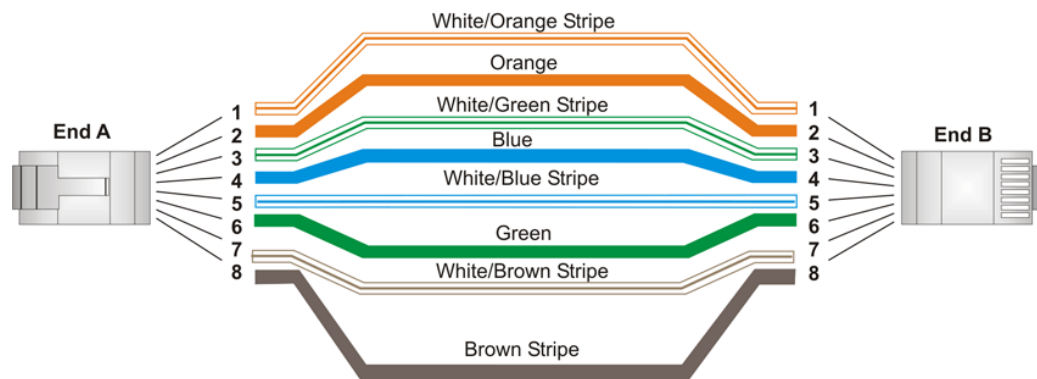 White/Orange Stripe
Orange
White/Green Stripe
Blue
White/Blue Stripe
Green
White/Brown Stripe
Brown Stripe
End A
1
2
3
4
5
6
7
8
1
2
3
4
5
6
7
8
End B